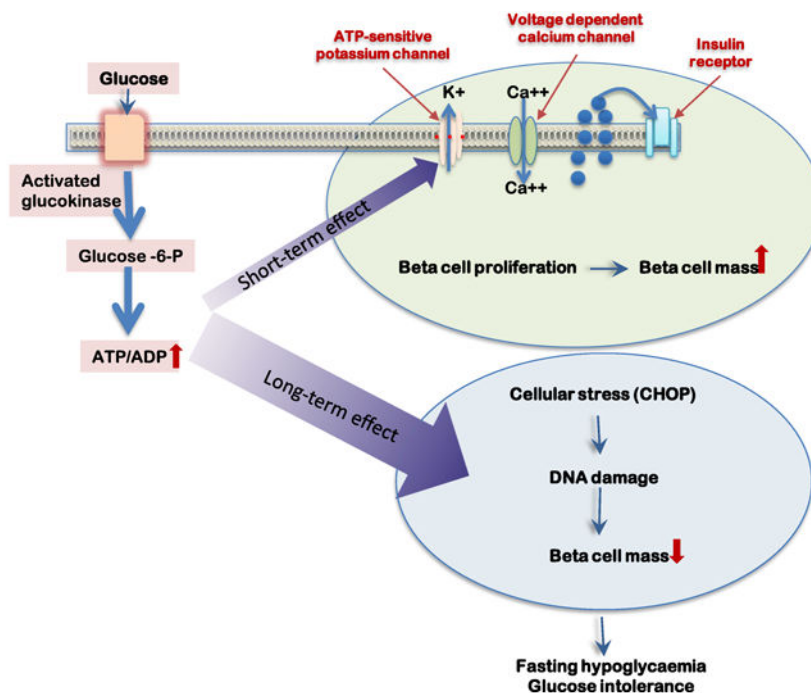 Glucose
Activated
glucokinase
Glucose -6-P
ATP/ADP
ATP-sensitive
potassium channel
Voltage dependent
calcium channel
Insulin
receptor
K+
Ca++
Ca++
Short-term effect
Beta cell proliferation
Beta cell mass
Long-term effect
Cellular stress (CHOP)
DNA damage
Beta cell mass
Fasting hypoglycaemia
Glucose intolerance